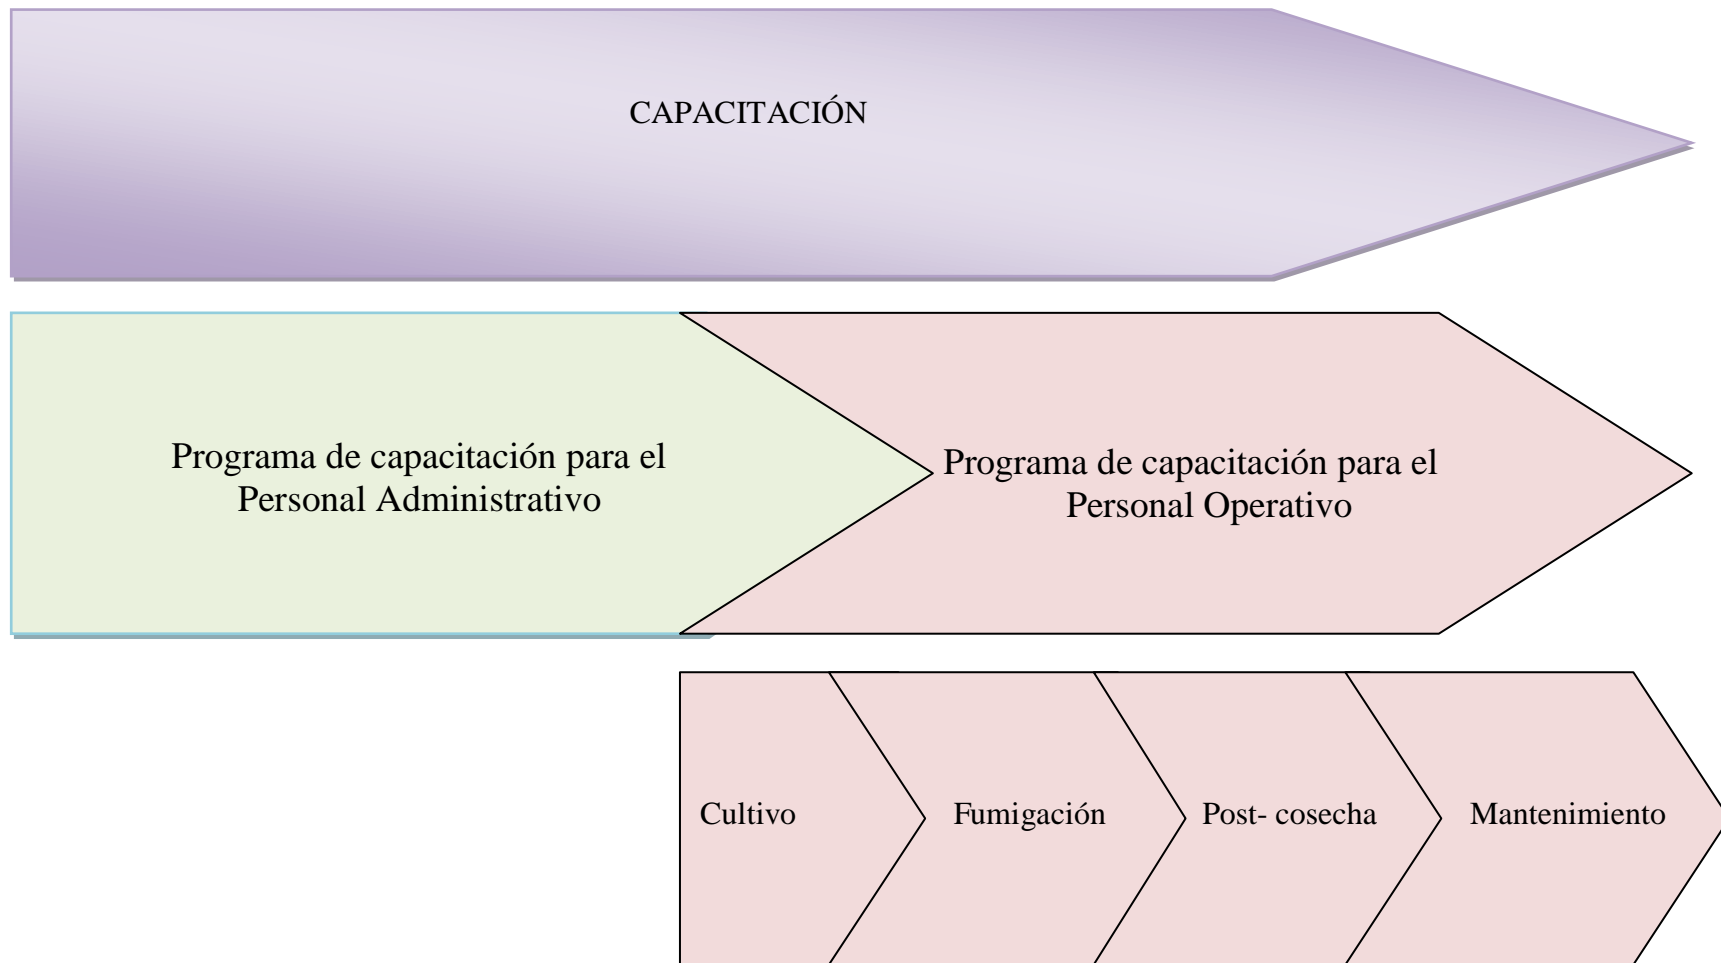 CAPACITACIÓN
Programa de capacitación para el
Personal Administrativo
Programa de capacitación para el
Personal Operativo
Cultivo
Fumigación
Post- cosecha
Mantenimiento